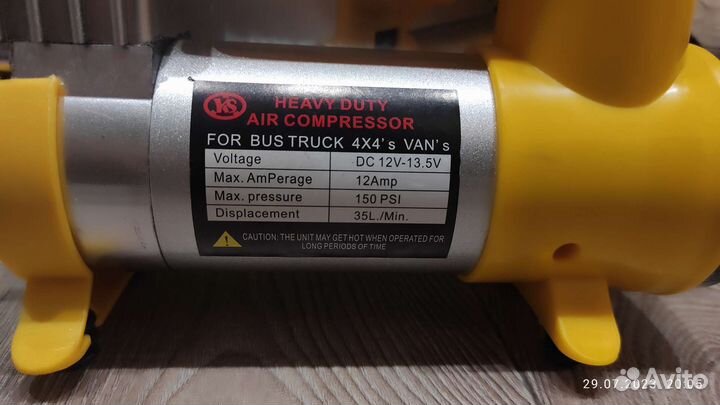 YS
HEAVY DUTY
AIR COMPRESSOR
FOR BUS TRUCK 4X4's VAN's
Voltage DC 12V-13.5V
Max. AmPerage 12Amp
Max. pressure 150 PSI
Displacement 35L./Min.
CAUTION: THE UNIT MAY GET HOT WHEN OPERATED FOR
LONG PERIODS OF TIME
Avito
29.07.2023 20:05